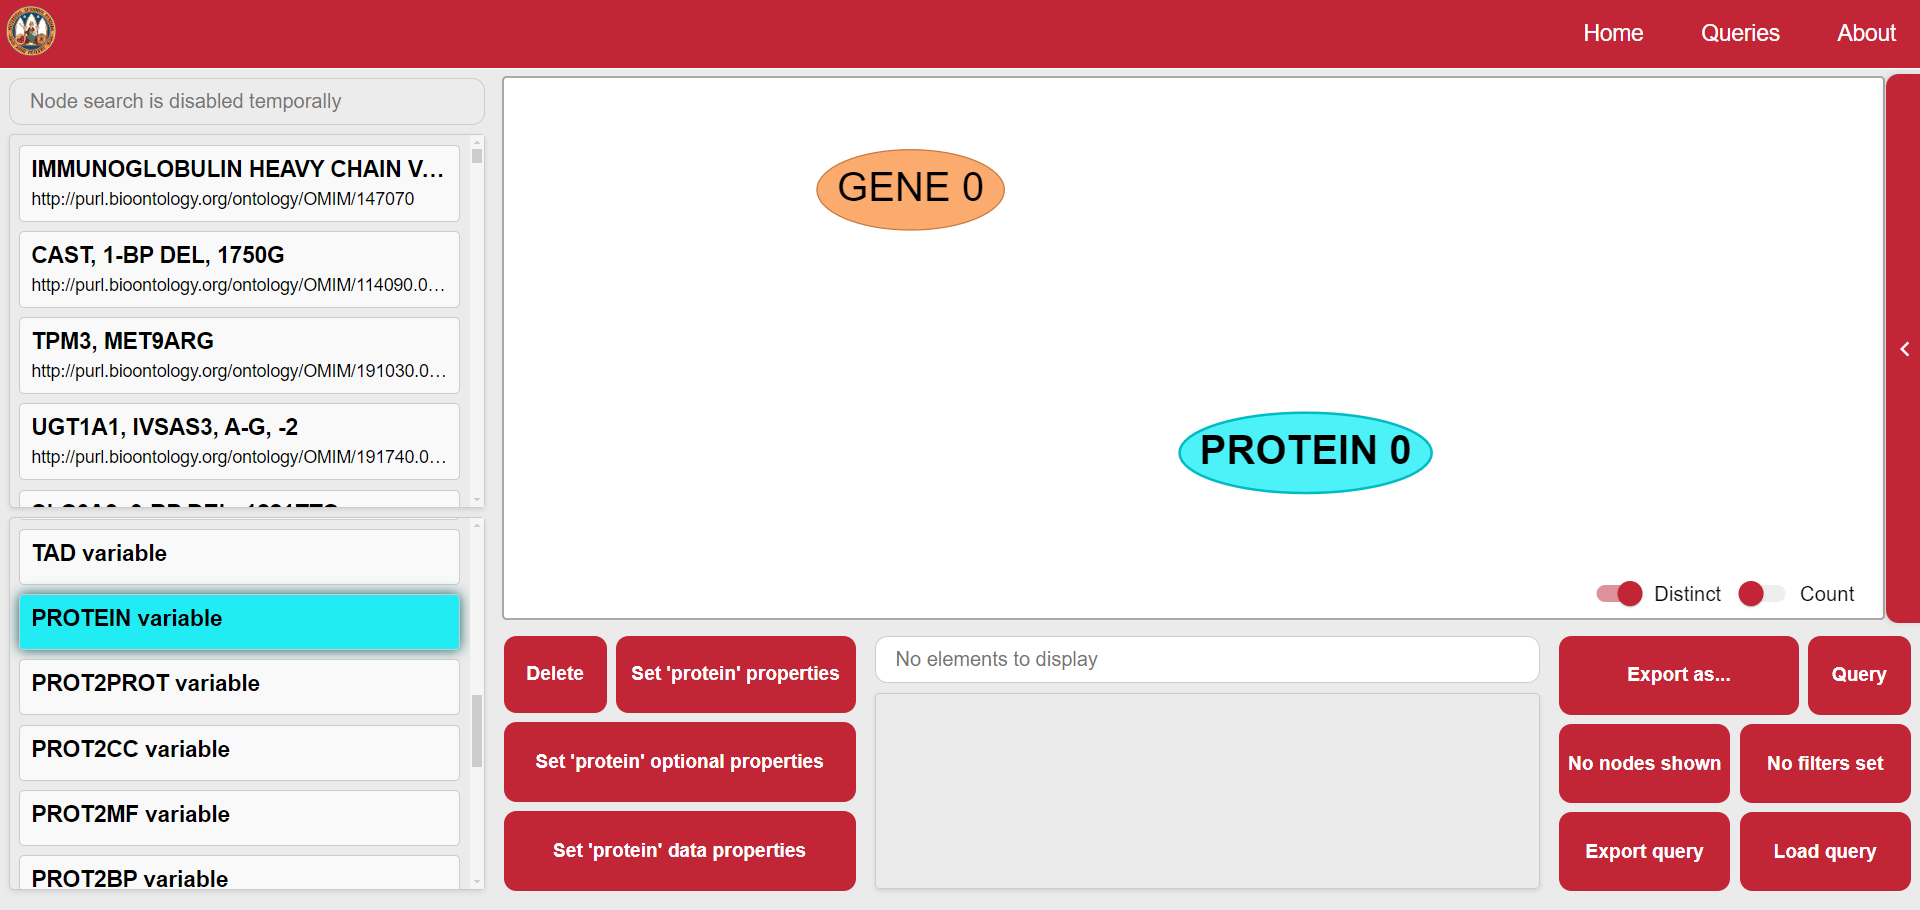 Home
Queries
About
Node search is disabled temporally
IMMUNOGLOBULIN HEAVY CHAIN V...
http://purl.bioontology.org/ontology/OMIM/147070
CAST, 1-BP DEL, 1750G
http://purl.bioontology.org/ontology/OMIM/114090.0...
TPM3, MET9ARG
http://purl.bioontology.org/ontology/OMIM/191030.0...
UGT1A1, IVSAS3, A-G, -2
http://purl.bioontology.org/ontology/OMIM/191740.0...
TAD variable
PROTEIN variable
PROT2PROT variable
PROT2CC variable
PROT2MF variable
PROT2BP variable
GENE 0
PROTEIN 0
Distinct
Count
Delete
Set 'protein' properties
Set 'protein' optional properties
Set 'protein' data properties
No elements to display
Export as...
Query
No nodes shown
No filters set
Export query
Load query